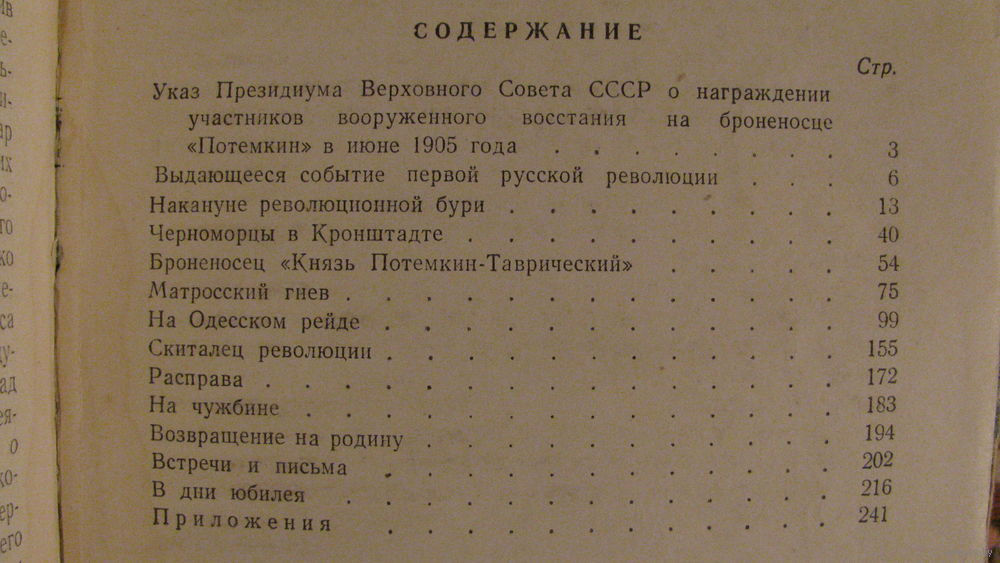 СОДЕРЖАНИЕ
Стр.
Указ Президиума Верховного Совета СССР о награждении
участников вооруженного восстания на броненосце
«Потемкин» в июне 1905 года . . . . . . . 3
Выдающееся событие первой русской революции . . . 6
Накануне революционной бури . . . . . . . . . 13
Черноморцы в Кронштадте . . . . . . . . . . 40
Броненосец «Князь Потемкин-Таврический» . . . . . 54
Матросский гнев . . . . . . . . . . . . . 75
На Одесском рейде . . . . . . . . . . . . 99
Скиталец революции . . . . . . . . . . . . 155
Расправа . . . . . . . . . . . . . . . 172
На чужбине . . . . . . . . . . . . . . 183
Возвращение на родину . . . . . . . . . . . 194
Встречи и письма . . . . . . . . . . . . 202
В дни юбилея . . . . . . . . . . . . . 216
Приложения . . . . . . . . . . . . 241